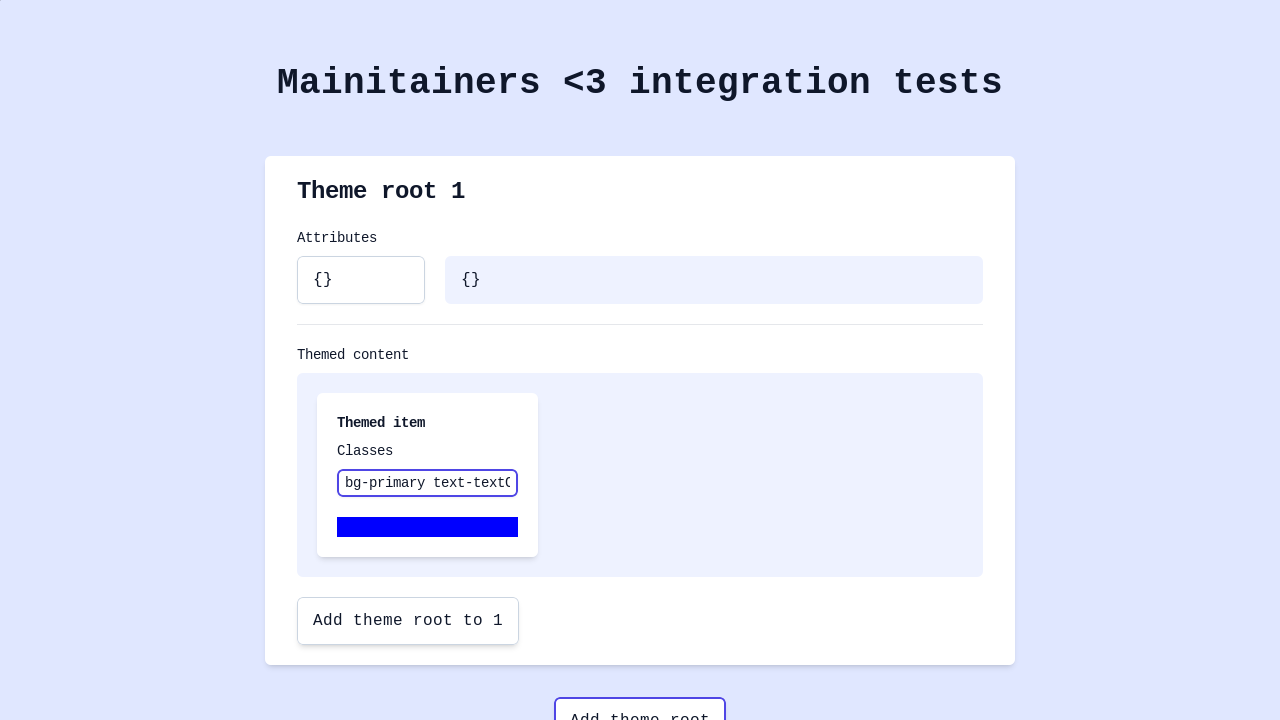 Mainitainers <3 integration tests
Theme root 1
Attributes
{}
{}
Themed content
Themed item
Classes
bg-primary text-text
Add theme root to 1
Add theme root